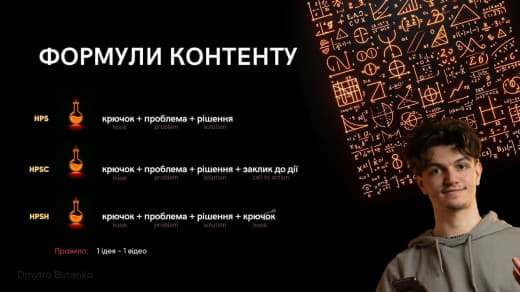 ФОРМУЛИ КОНТЕНТУ
HPS
крючок + проблема + рішення
hook problem solution
HPSC
крючок + проблема + рішення + заклик до дії
hook problem solution call to action
HPSH
крючок + проблема + рішення + крючок
hook problem solution hook
Правило: 1 ідея - 1 відео
Dmytro Butenko